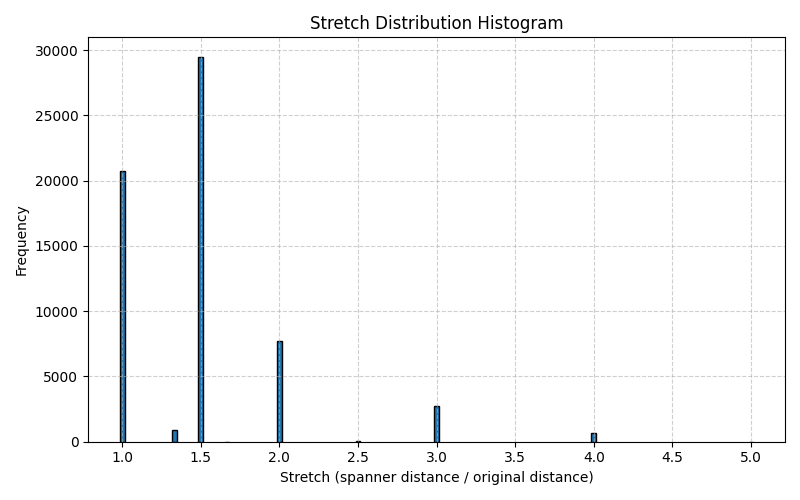 Stretch Distribution Histogram
30000
25000
20000
15000
10000
5000
0
Frequency
1.0 1.5 2.0 2.5 3.0 3.5 4.0 4.5 5.0
Stretch (spanner distance / original distance)